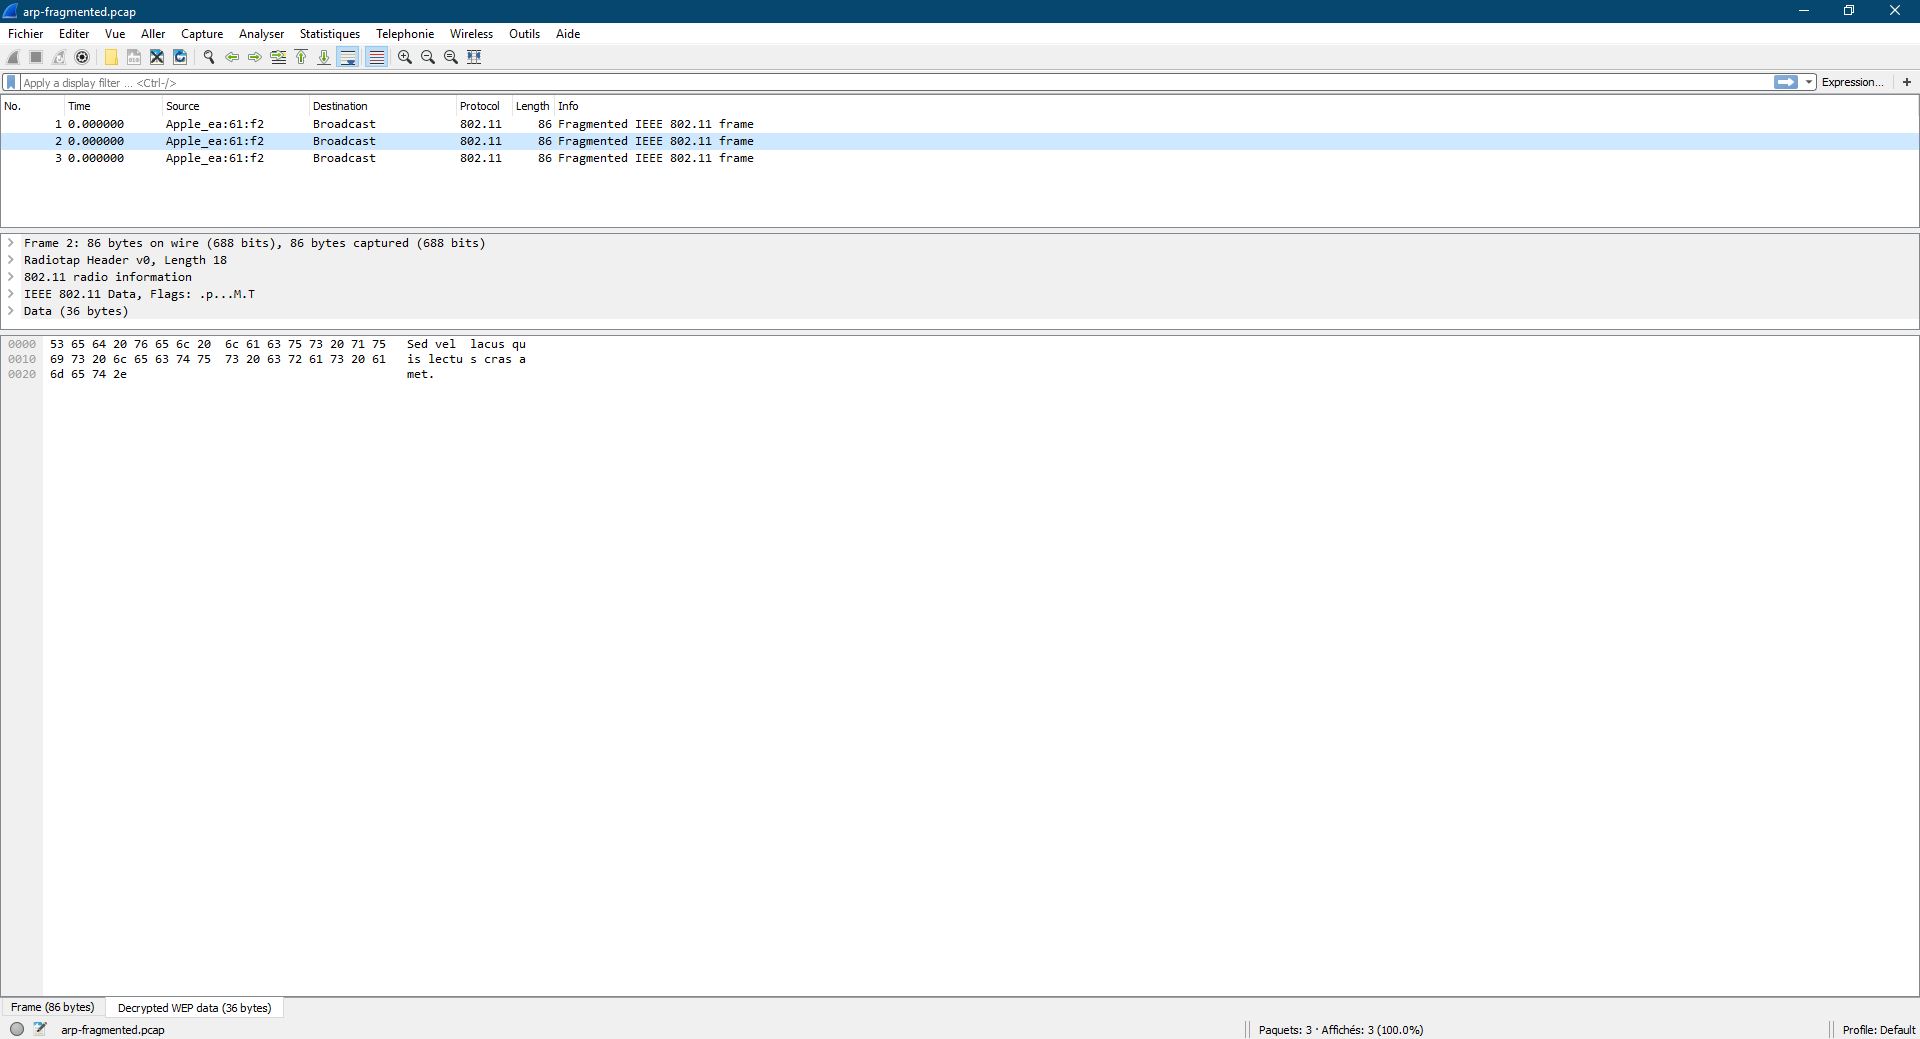 arp-fragmented.pcap
Fichier Editer Vue Aller Capture Analyser Statistiques Telephonie Wireless Outils Aide
Apply a display filter ... <Ctrl-/> Expression... +
No. Time Source Destination Protocol Length Info
1 0.000000 Apple_ea:61:f2 Broadcast 802.11 86 Fragmented IEEE 802.11 frame
2 0.000000 Apple_ea:61:f2 Broadcast 802.11 86 Fragmented IEEE 802.11 frame
3 0.000000 Apple_ea:61:f2 Broadcast 802.11 86 Fragmented IEEE 802.11 frame
Frame 2: 86 bytes on wire (688 bits), 86 bytes captured (688 bits)
Radiotap Header v0, Length 18
802.11 radio information
IEEE 802.11 Data, Flags: .p...M.T
Data (36 bytes)
0000 53 65 64 20 76 65 6c 20 6c 61 63 75 73 20 71 75 Sed vel lacus qu
0010 69 73 20 6c 65 63 74 75 73 20 63 72 61 73 20 61 is lectu s cras a
0020 6d 65 74 2e met.
Frame (86 bytes) Decrypted WEP data (36 bytes)
arp-fragmented.pcap Paquets: 3 · Affichés: 3 (100.0%) Profile: Default